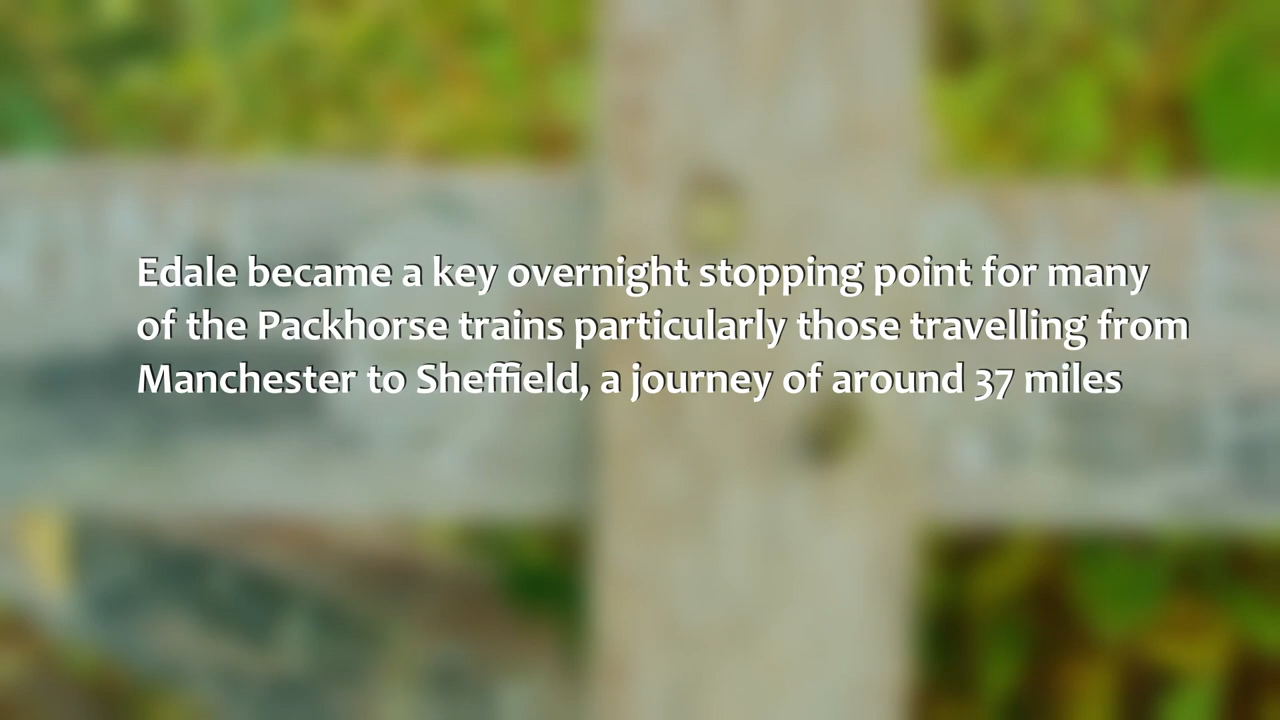 Edale became a key overnight stopping point for many
of the Packhorse trains particularly those travelling from
Manchester to Sheffield, a journey of around 37 miles